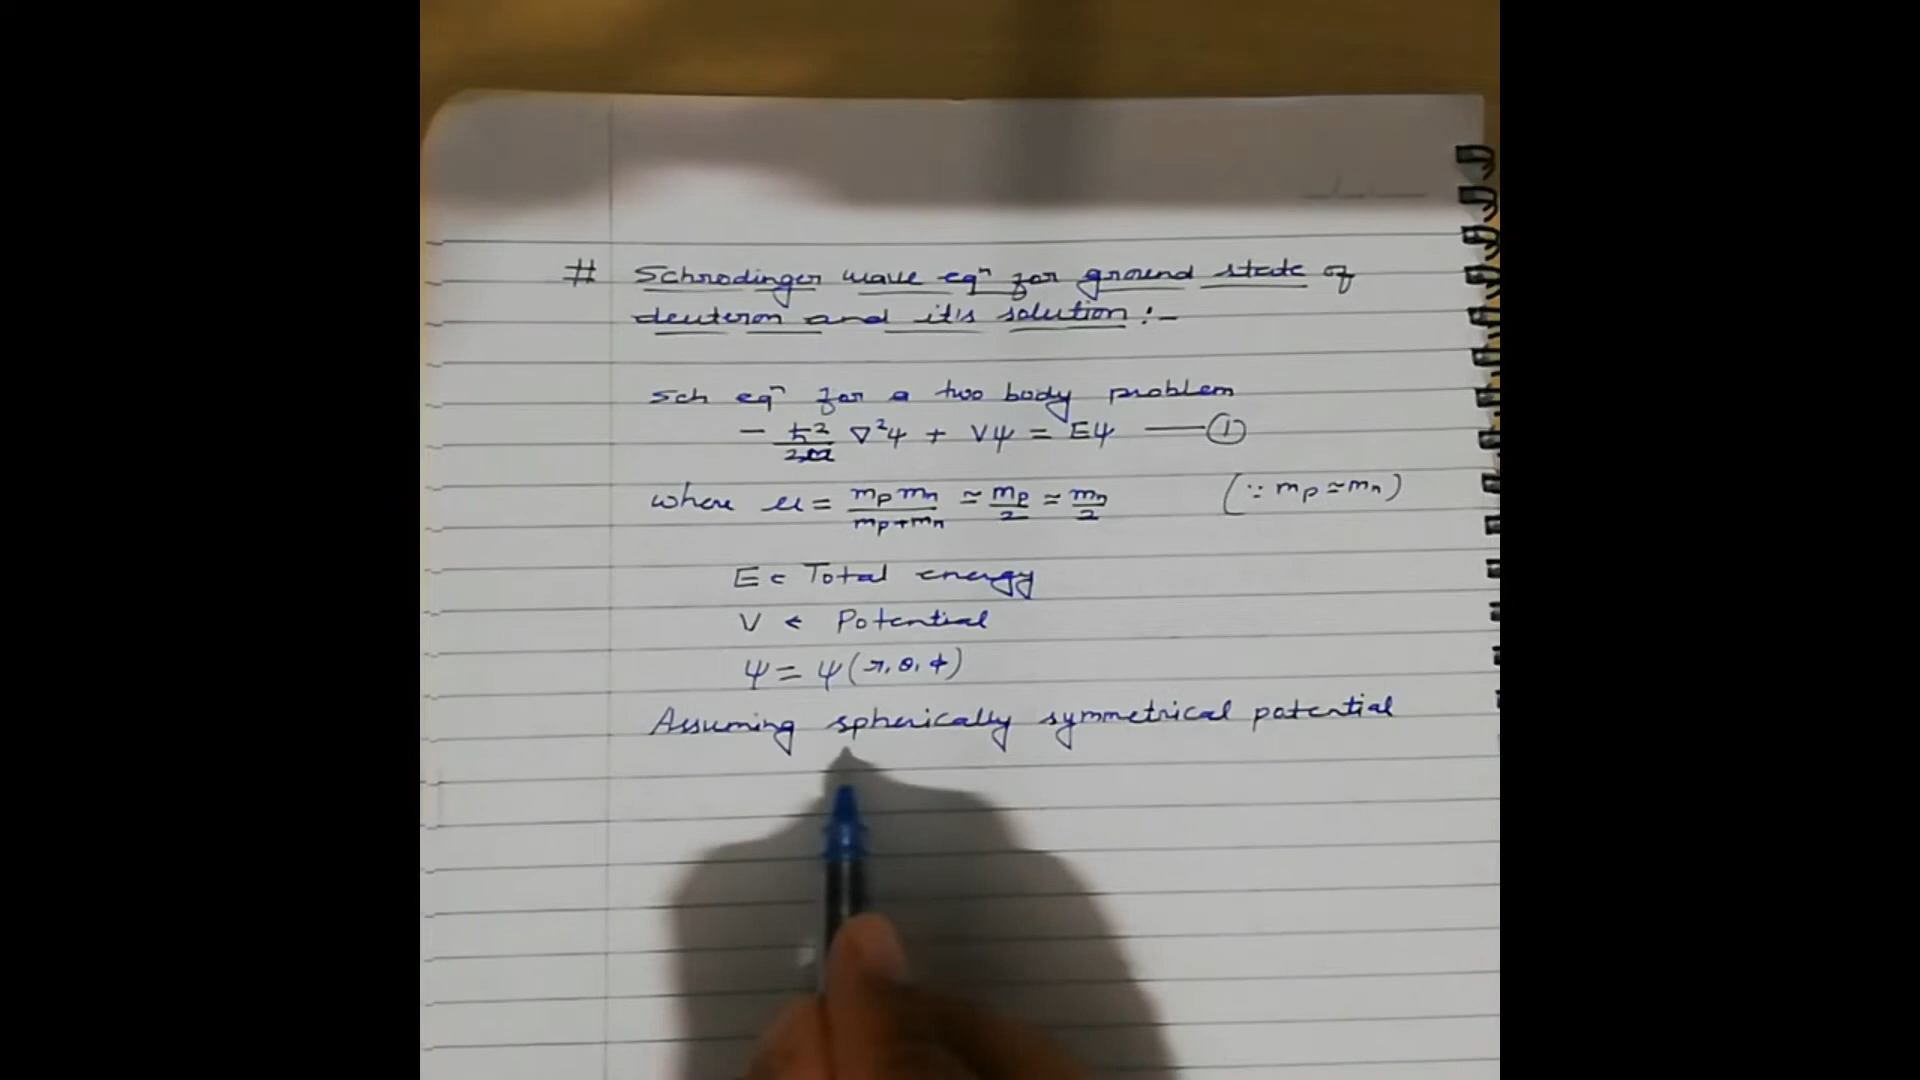 # Schrodinger wave eqⁿ for ground state of
deuteron and it's solution :-
Sch eqⁿ for a two body problem
- ℏ²/2μ ∇²ψ + Vψ = Eψ —— ①
where μ = mₚmₙ/mₚ+mₙ ≃ mₚ/2 ≃ mₙ/2 (∵ mₚ ≃ mₙ)
E ← Total energy
V ← Potential
ψ = ψ(r, θ, ϕ)
Assuming spherically symmetrical potential